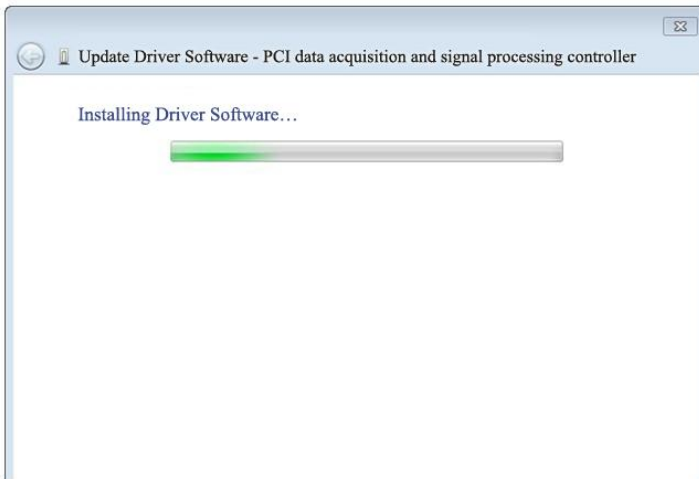 Update Driver Software - PCI data acquisition and signal processing controller
Installing Driver Software...